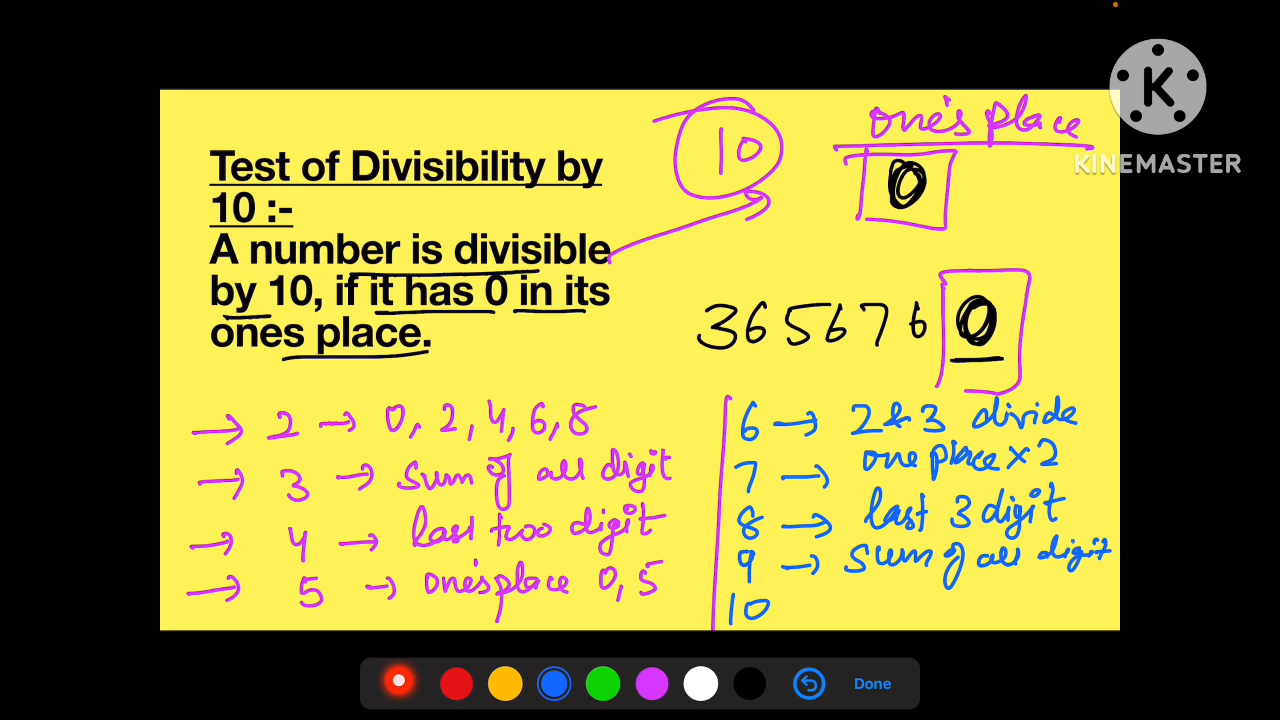 Test of Divisibility by
10 :-
A number is divisible
by 10, if it has 0 in its
ones place.
10
one's place
0
KINEMASTER
3656760
→ 2 → 0, 2, 4, 6, 8
→ 3 → sum of all digit
→ 4 → last two digit
→ 5 → one's place 0, 5
6 → 2 & 3 divide
7 → one place × 2
8 → last 3 digit
9 → sum of all digit
10
Done